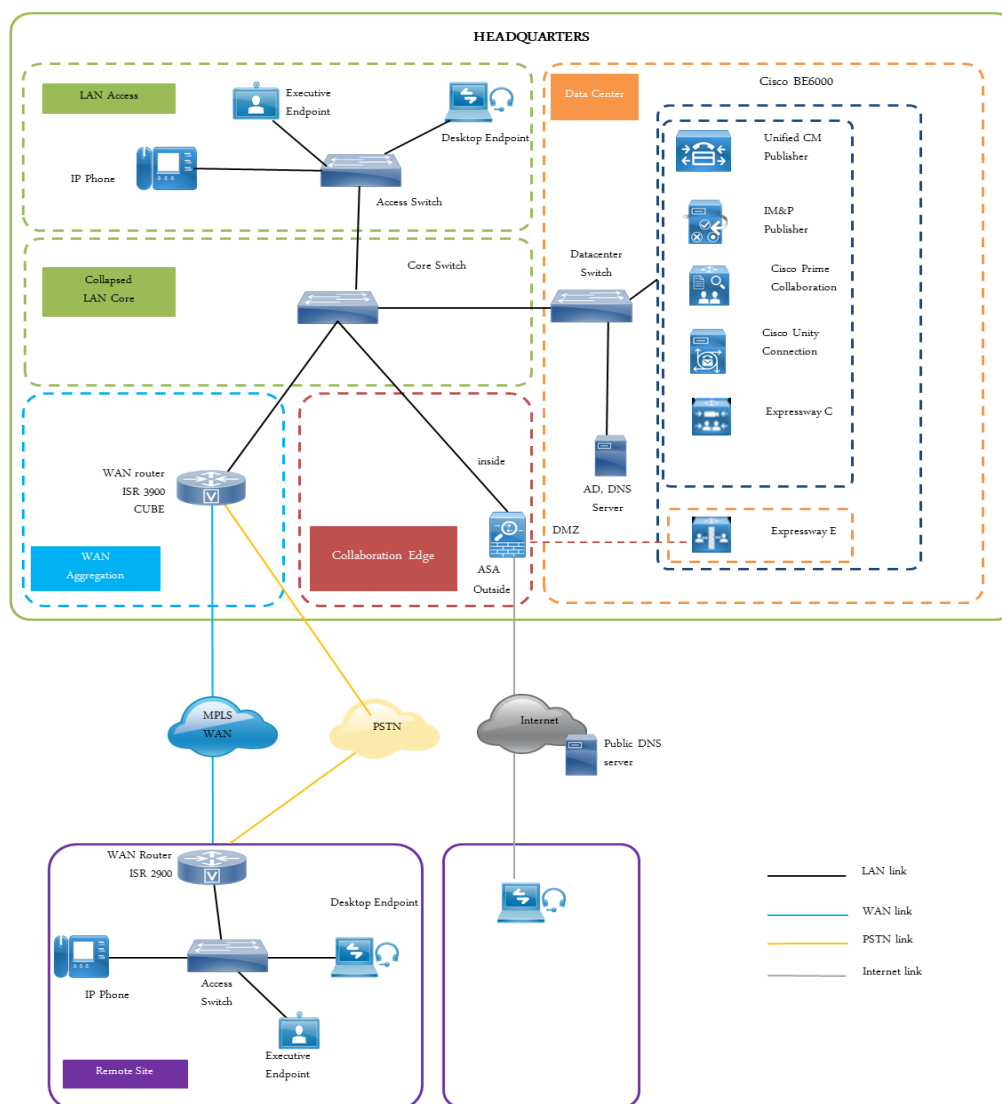 HEADQUARTERS
LAN Access
Executive
Endpoint
Desktop Endpoint
IP Phone
Access Switch
Data Center
Cisco BE6000
Unified CM
Publisher
IM&P
Publisher
Cisco Prime
Collaboration
Cisco Unity
Connection
Expressway C
Expressway E
Datacenter
Switch
AD, DNS
Server
DMZ
Collapsed
LAN Core
Core Switch
WAN router
ISR 3900
CUBE
V
WAN
Aggregation
inside
Collaboration Edge
ASA
Outside
MPLS
WAN
PSTN
Internet
Public DNS
server
WAN Router
ISR 2900
V
Desktop Endpoint
IP Phone
Access
Switch
Executive
Endpoint
Remote Site
LAN link
WAN link
PSTN link
Internet link